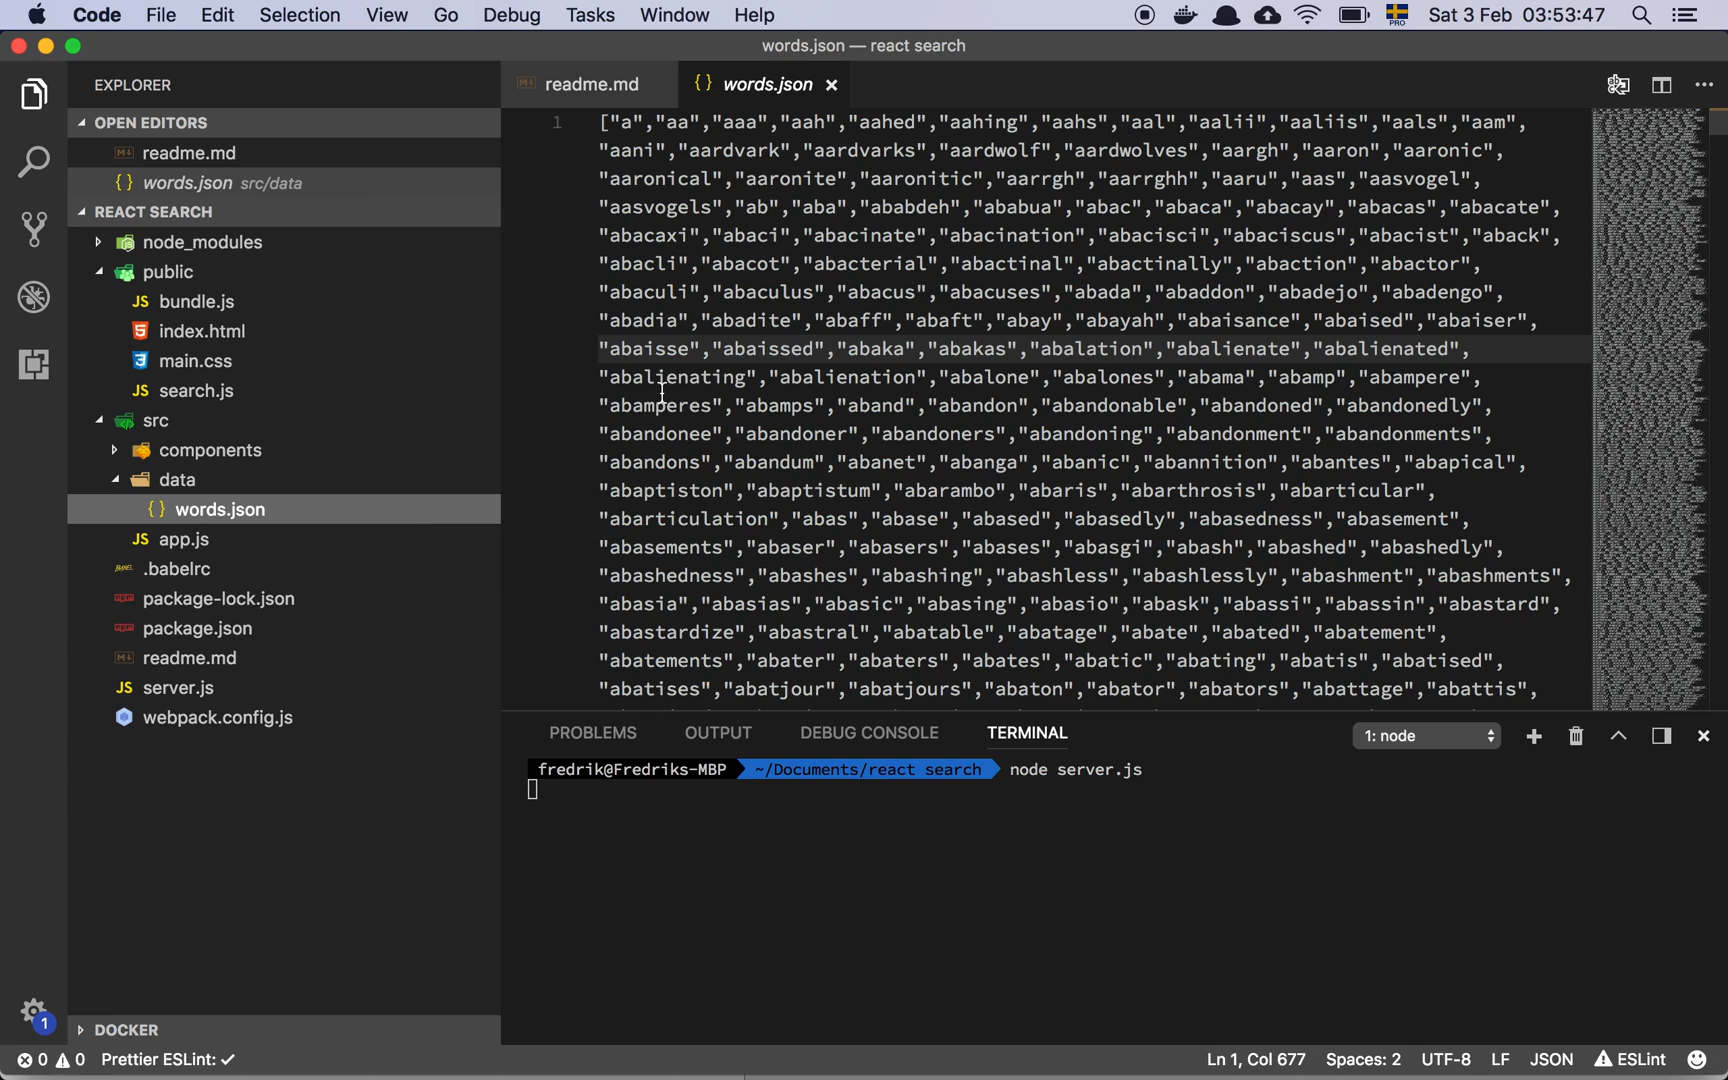 Code File Edit Selection View Go Debug Tasks Window Help PRO Sat 3 Feb 03:53:47
words.json — react search
EXPLORER
OPEN EDITORS
readme.md
words.json src/data
REACT SEARCH
node_modules
public
JS bundle.js
index.html
main.css
JS search.js
src
components
data
{ } words.json
JS app.js
.babelrc
package-lock.json
package.json
readme.md
JS server.js
webpack.config.js
DOCKER
readme.md { } words.json ×
1 ["a","aa","aaa","aah","aahed","aahing","aahs","aal","aalii","aaliis","aals","aam",
"aani","aardvark","aardvarks","aardwolf","aardwolves","aargh","aaron","aaronic",
"aaronical","aaronite","aaronitic","aarrgh","aarrghh","aaru","aas","aasvogel",
"aasvogels","ab","aba","ababdeh","ababua","abac","abaca","abacay","abacas","abacate",
"abacaxi","abaci","abacinate","abacination","abacisci","abaciscus","abacist","aback",
"abacli","abacot","abacterial","abactinal","abactinally","abaction","abactor",
"abaculi","abaculus","abacus","abacuses","abada","abaddon","abadejo","abadengo",
"abadia","abadite","abaff","abaft","abay","abayah","abaisance","abaised","abaiser",
"abaisse","abaissed","abaka","abakas","abalation","abalienate","abalienated",
"abalienating","abalienation","abalone","abalones","abama","abamp","abampere",
"abamperes","abamps","aband","abandon","abandonable","abandoned","abandonedly",
"abandonee","abandoner","abandoners","abandoning","abandonment","abandonments",
"abandons","abandum","abanet","abanga","abanic","abannition","abantes","abapical",
"abaptiston","abaptistum","abarambo","abaris","abarthrosis","abarticular",
"abarticulation","abas","abase","abased","abasedly","abasedness","abasement",
"abasements","abaser","abasers","abases","abasgi","abash","abashed","abashedly",
"abashedness","abashes","abashing","abashless","abashlessly","abashment","abashments",
"abasia","abasias","abasic","abasing","abasio","abask","abassi","abassin","abastard",
"abastardize","abastral","abatable","abatage","abate","abated","abatement",
"abatements","abater","abaters","abates","abatic","abating","abatis","abatised",
"abatises","abatjour","abatjours","abaton","abator","abators","abattage","abattis",
PROBLEMS OUTPUT DEBUG CONSOLE TERMINAL 1: node
fredrik@Fredriks-MBP ~/Documents/react search node server.js
1
0 0 Prettier ESLint: ✓ Ln 1, Col 677 Spaces: 2 UTF-8 LF JSON ESLint